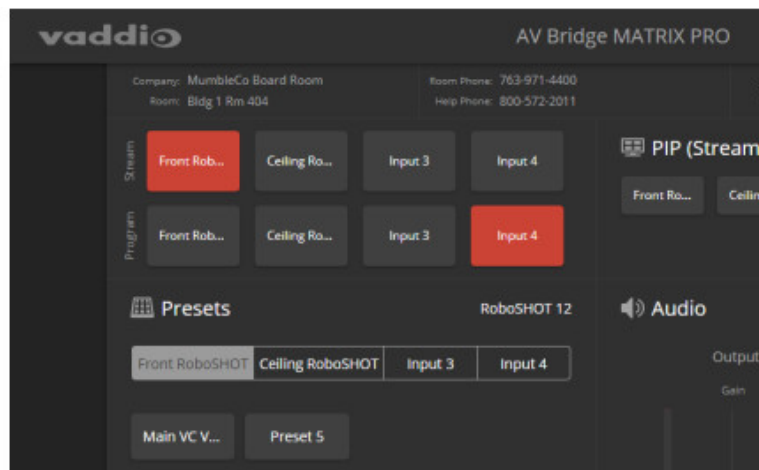 vaddio
AV Bridge MATRIX PRO
Company: MumbleCo Board Room
Room: Bldg 1 Rm 404
Room Phone: 763-971-4400
Help Phone: 800-572-2011
Stream
Front Rob...
Ceiling Ro...
Input 3
Input 4
Program
Front Rob...
Ceiling Ro...
Input 3
Input 4
PIP (Stream
Front Ro...
Ceilin
Presets
RoboSHOT 12
Front RoboSHOT
Ceiling RoboSHOT
Input 3
Input 4
Main VC V...
Preset 5
Audio
Output
Gain